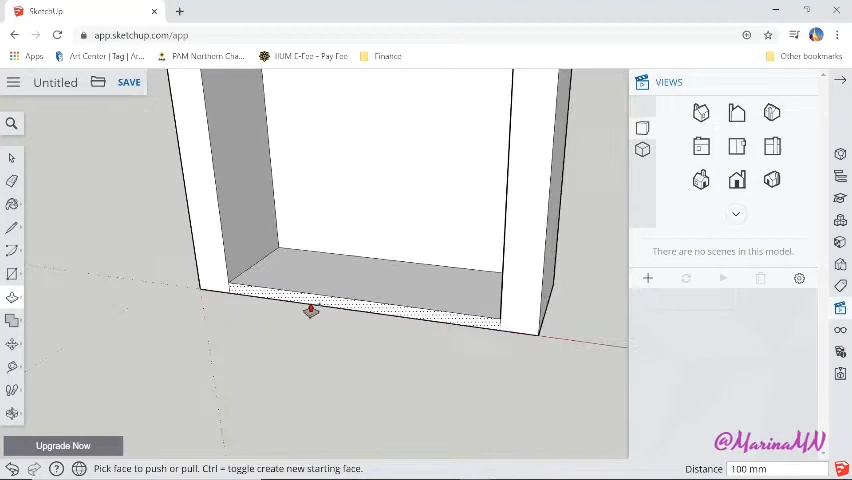 SketchUp
app.sketchup.com/app
Apps
Art Center | Tag | Ar...
PAM Northern Cha...
IIUM E-Fee - Pay Fee
Finance
Other bookmarks
Untitled
SAVE
VIEWS
There are no scenes in this model.
Upgrade Now
@MarinaMN
Pick face to push or pull. Ctrl = toggle create new starting face.
Distance
100 mm